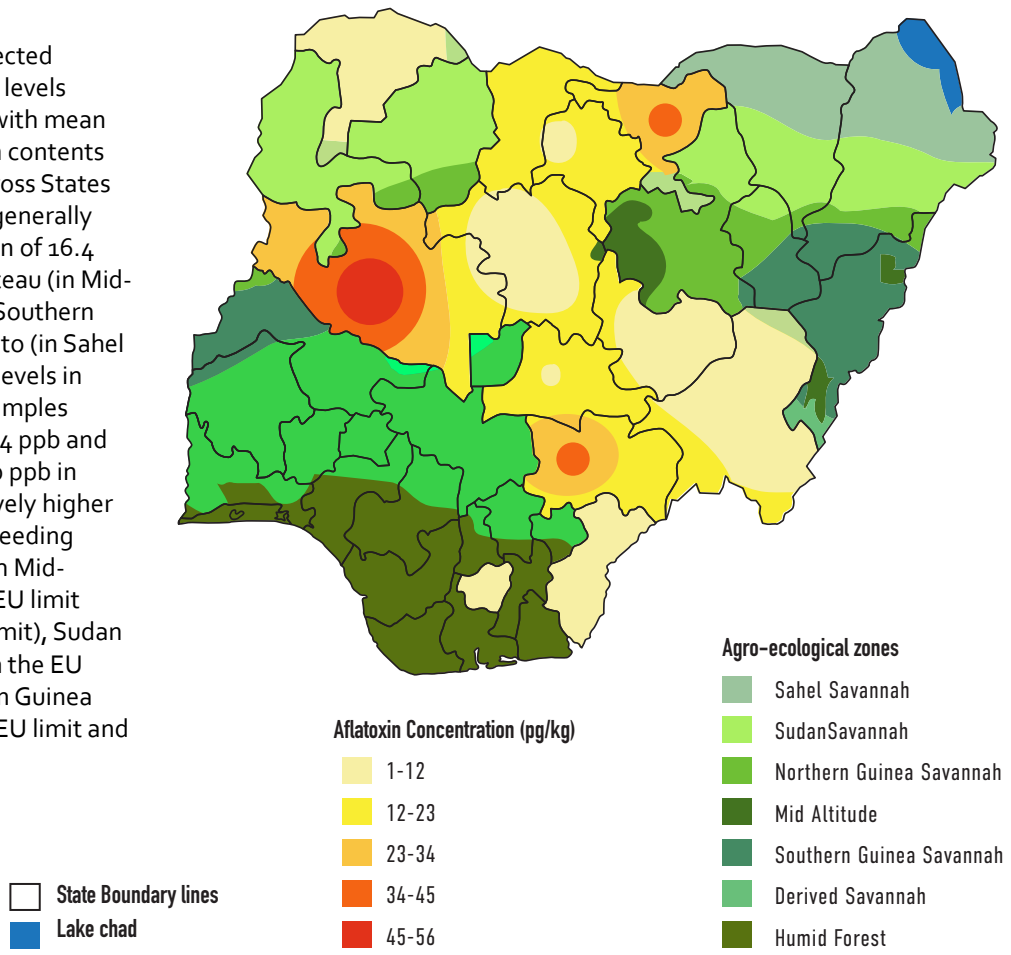 ected
levels
with mean
contents
ross States
generally
n of 16.4
teau (in Mid-
Southern
to (in Sahel
evels in
mples
4 ppb and
ppb in
vely higher
eeding
n Mid-
EU limit
mit), Sudan
the EU
n Guinea
EU limit and
Aflatoxin Concentration (pg/kg)
1-12
12-23
23-34
34-45
45-56
State Boundary lines
Lake chad
Agro-ecological zones
Sahel Savannah
SudanSavannah
Northern Guinea Savannah
Mid Altitude
Southern Guinea Savannah
Derived Savannah
Humid Forest